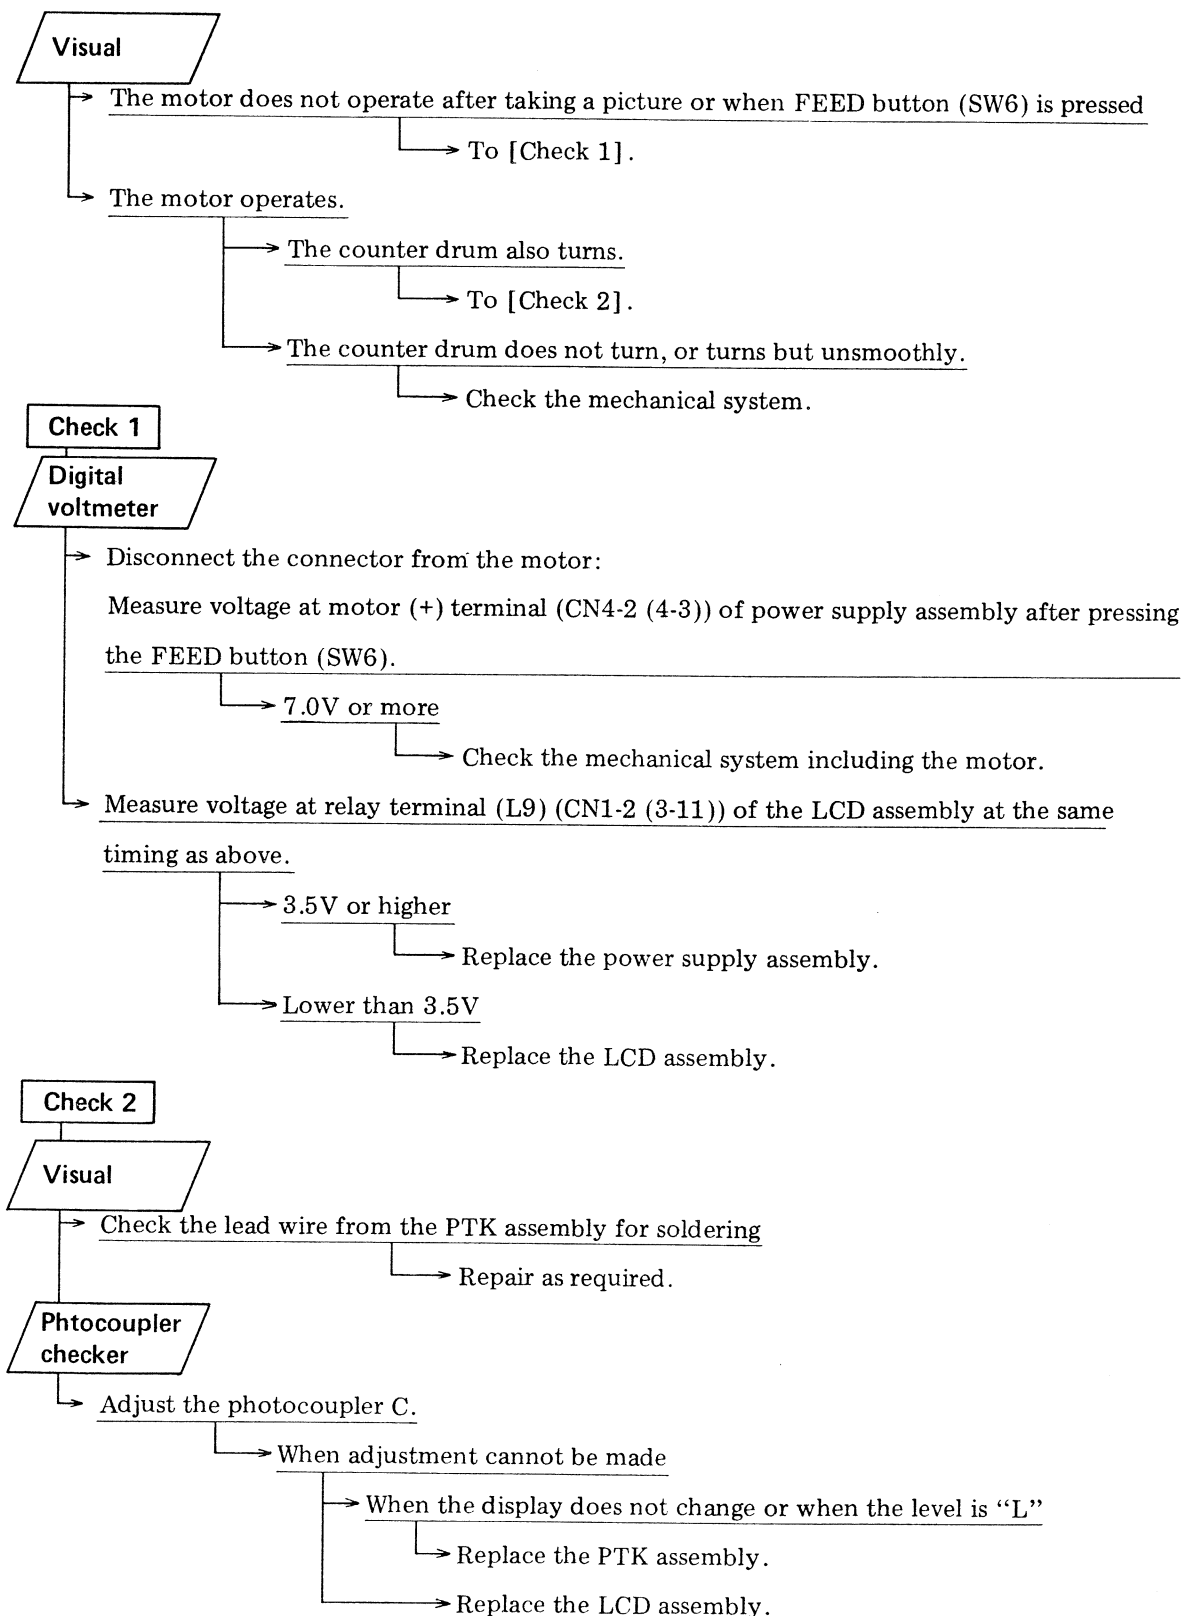 Visual
The motor does not operate after taking a picture or when FEED button (SW6) is pressed
To [Check 1].
The motor operates.
The counter drum also turns.
To [Check 2].
The counter drum does not turn, or turns but unsmoothly.
Check the mechanical system.
Check 1
Digital
voltmeter
Disconnect the connector from the motor:
Measure voltage at motor (+) terminal (CN4-2 (4-3)) of power supply assembly after pressing
the FEED button (SW6).
7.0V or more
Check the mechanical system including the motor.
Measure voltage at relay terminal (L9) (CN1-2 (3-11)) of the LCD assembly at the same
timing as above.
3.5V or higher
Replace the power supply assembly.
Lower than 3.5V
Replace the LCD assembly.
Check 2
Visual
Check the lead wire from the PTK assembly for soldering
Repair as required.
Phtocoupler
checker
Adjust the photocoupler C.
When adjustment cannot be made
When the display does not change or when the level is “L”
Replace the PTK assembly.
Replace the LCD assembly.